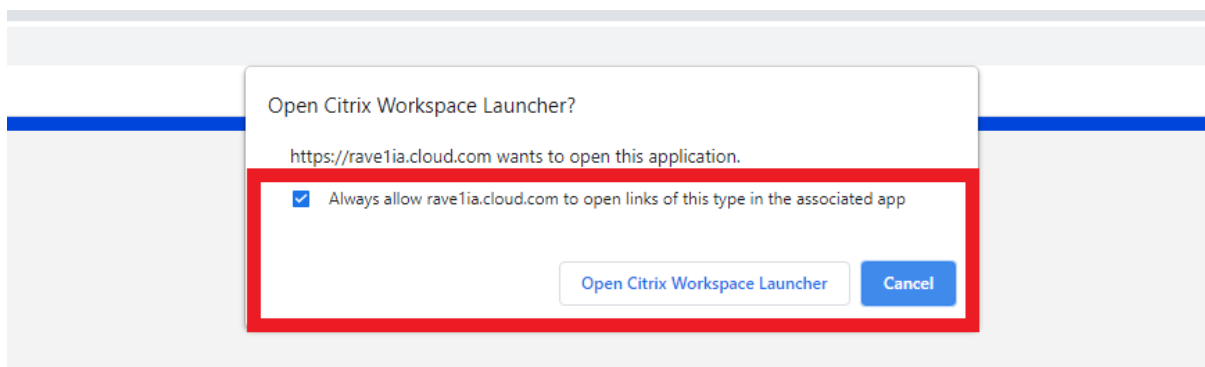 Open Citrix Workspace Launcher?
https://rave1ia.cloud.com wants to open this application.
Always allow rave1ia.cloud.com to open links of this type in the associated app
Open Citrix Workspace Launcher Cancel